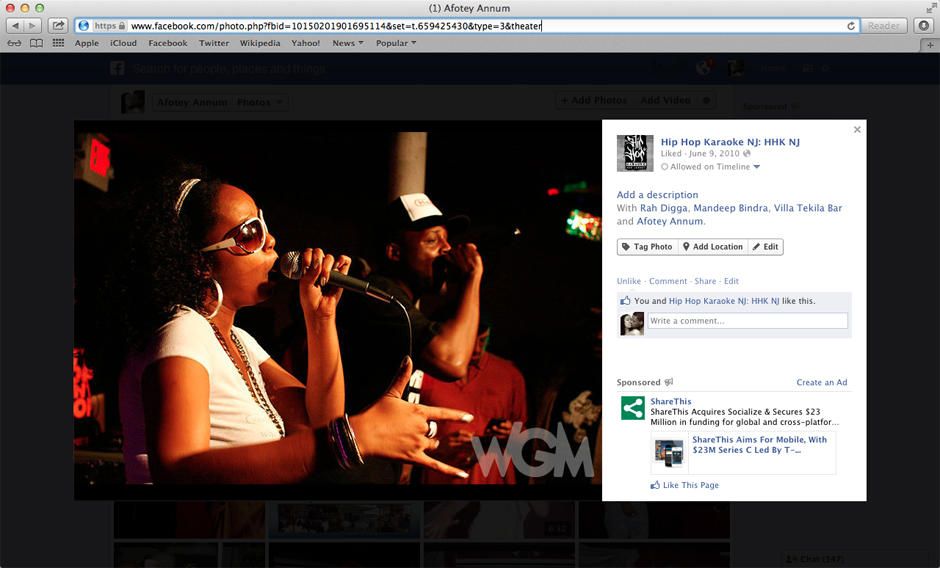 (1) Afotey Annum
https
www.facebook.com/photo.php?fbid=10150201901695114&set=t.659425430&type=3&theater
Reader
Apple
iCloud
Facebook
Twitter
Wikipedia
Yahoo!
News
Popular
Search for people, places and things
Home
Afotey Annum
Photos
+ Add Photos
Add Video
Sponsored
Hip Hop Karaoke NJ: HHK NJ
Liked · June 9, 2010
Allowed on Timeline
Add a description
With Rah Digga, Mandeep Bindra, Villa Tekila Bar
and Afotey Annum.
Tag Photo
Add Location
Edit
Unlike · Comment · Share · Edit
You and Hip Hop Karaoke NJ: HHK NJ like this.
Write a comment...
WGM
Sponsored
Create an Ad
ShareThis
ShareThis Acquires Socialize & Secures $23
Million in funding for global and cross-platfor...
ShareThis Aims For Mobile, With
$23M Series C Led By T-...
Like This Page
Chat (247)